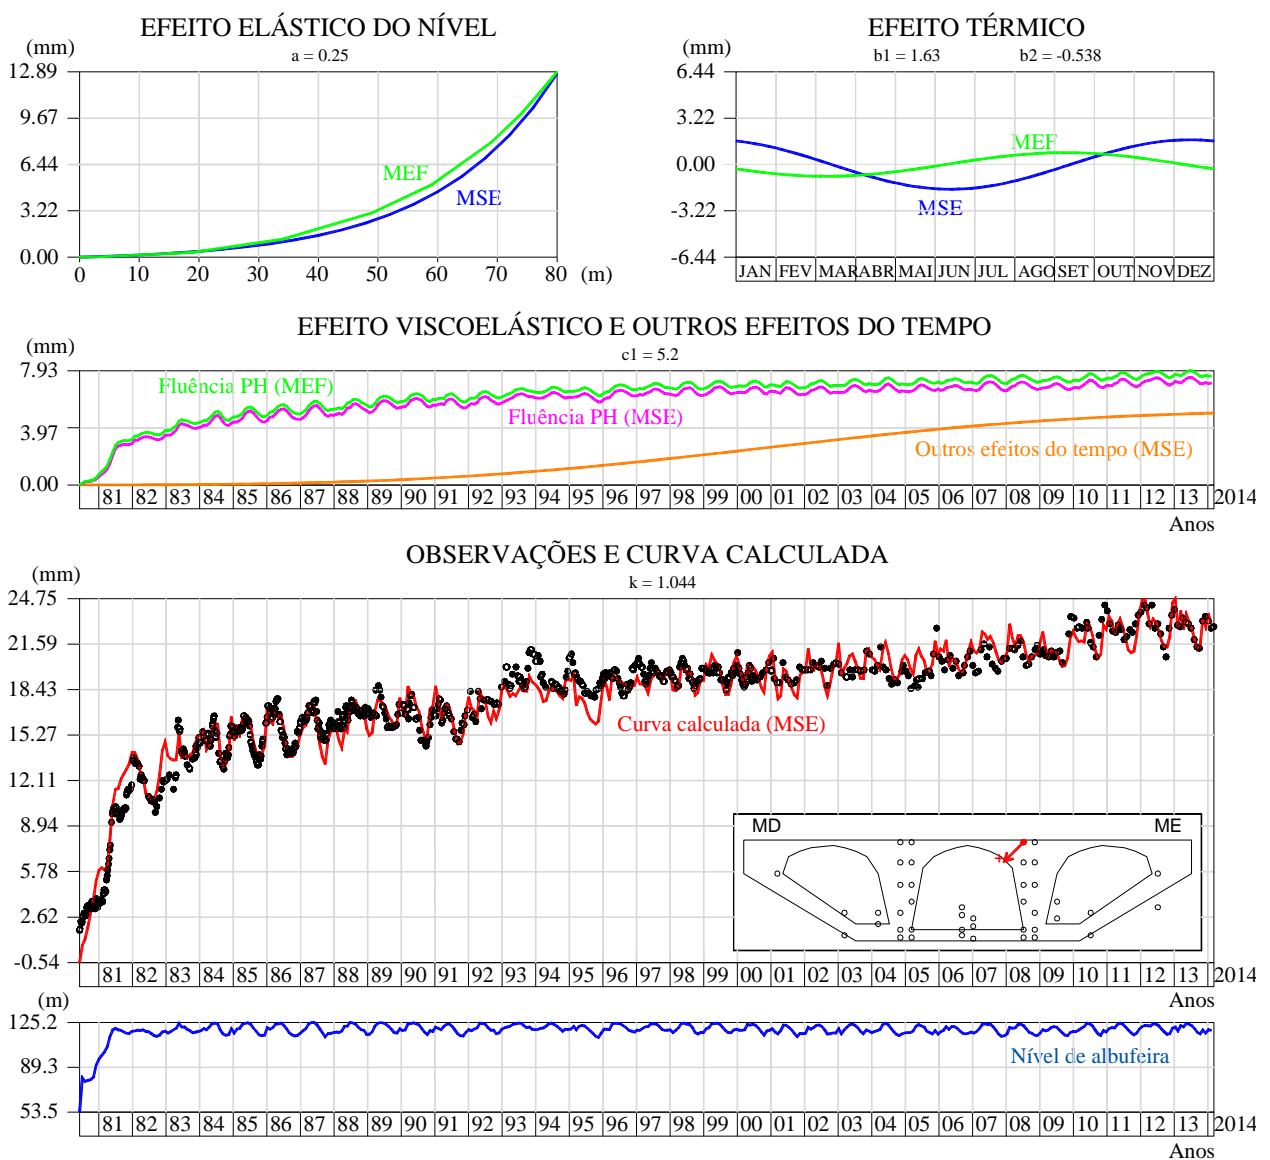 EFEITO ELÁSTICO DO NÍVEL
(mm)
a = 0.25
12.89
9.67
6.44
3.22
0.00
MEF
MSE
0 10 20 30 40 50 60 70 80 (m)
EFEITO TÉRMICO
(mm)
b1 = 1.63 b2 = -0.538
6.44
3.22
0.00
-3.22
-6.44
MEF
MSE
JAN FEV MAR ABR MAI JUN JUL AGO SET OUT NOV DEZ
EFEITO VISCOELÁSTICO E OUTROS EFEITOS DO TEMPO
(mm)
c1 = 5.2
7.93
3.97
0.00
Fluência PH (MEF)
Fluência PH (MSE)
Outros efeitos do tempo (MSE)
81 82 83 84 85 86 87 88 89 90 91 92 93 94 95 96 97 98 99 00 01 02 03 04 05 06 07 08 09 10 11 12 13 2014
Anos
OBSERVAÇÕES E CURVA CALCULADA
(mm)
k = 1.044
24.75
21.59
18.43
15.27
12.11
8.94
5.78
2.62
-0.54
Curva calculada (MSE)
MD ME
81 82 83 84 85 86 87 88 89 90 91 92 93 94 95 96 97 98 99 00 01 02 03 04 05 06 07 08 09 10 11 12 13 2014
Anos
(m)
125.2
89.3
53.5
Nível de albufeira
81 82 83 84 85 86 87 88 89 90 91 92 93 94 95 96 97 98 99 00 01 02 03 04 05 06 07 08 09 10 11 12 13 2014
Anos